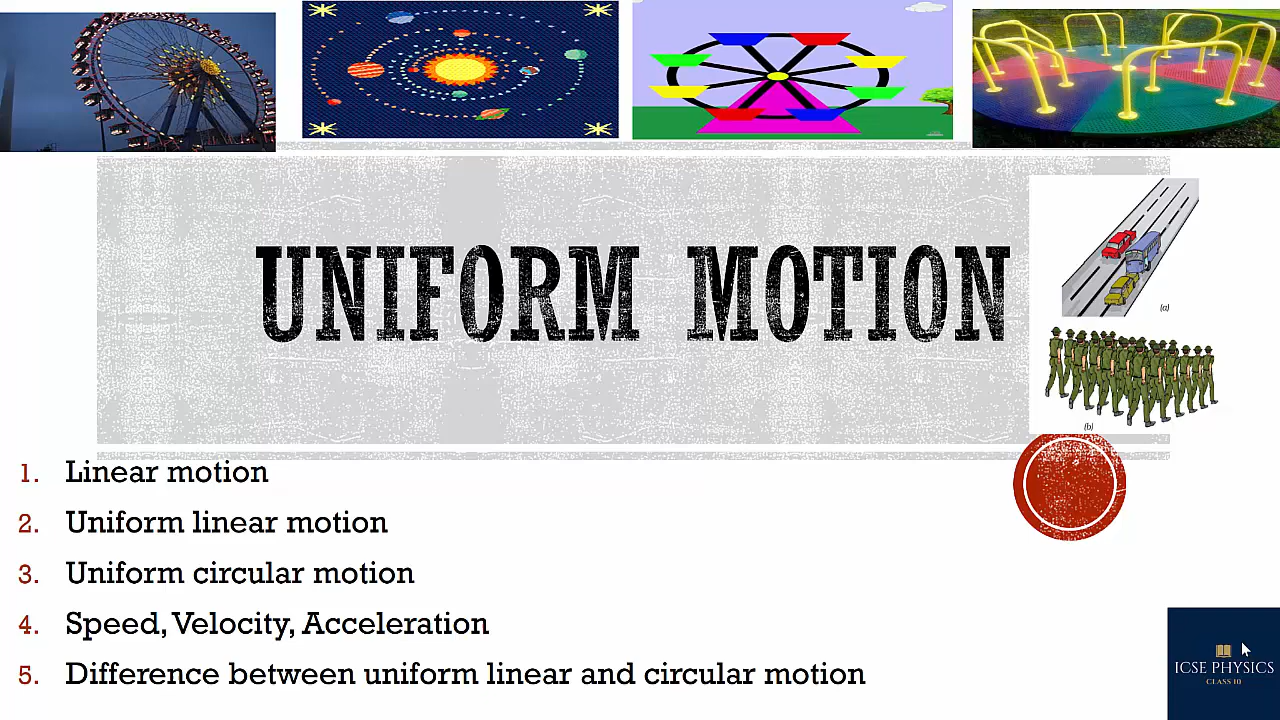 UNIFORM MOTION
(a)
(b)
1. Linear motion
2. Uniform linear motion
3. Uniform circular motion
4. Speed, Velocity, Acceleration
5. Difference between uniform linear and circular motion
ICSE PHYSICS
CLASS 10